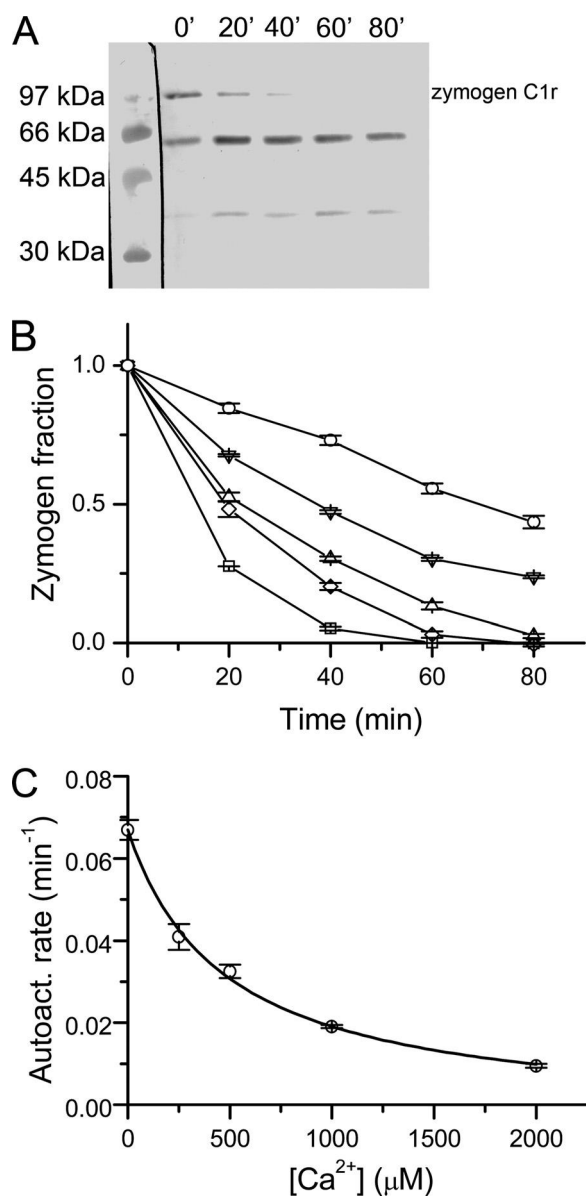 A
0' 20' 40' 60' 80'
97 kDa
zymogen C1r
66 kDa
45 kDa
30 kDa
B
1.0
0.5
0.0
Zymogen fraction
0 20 40 60 80
Time (min)
C
0.08
0.06
0.04
0.02
0.00
Autoact. rate (min⁻¹)
0 500 1000 1500 2000
[Ca²⁺] (μM)